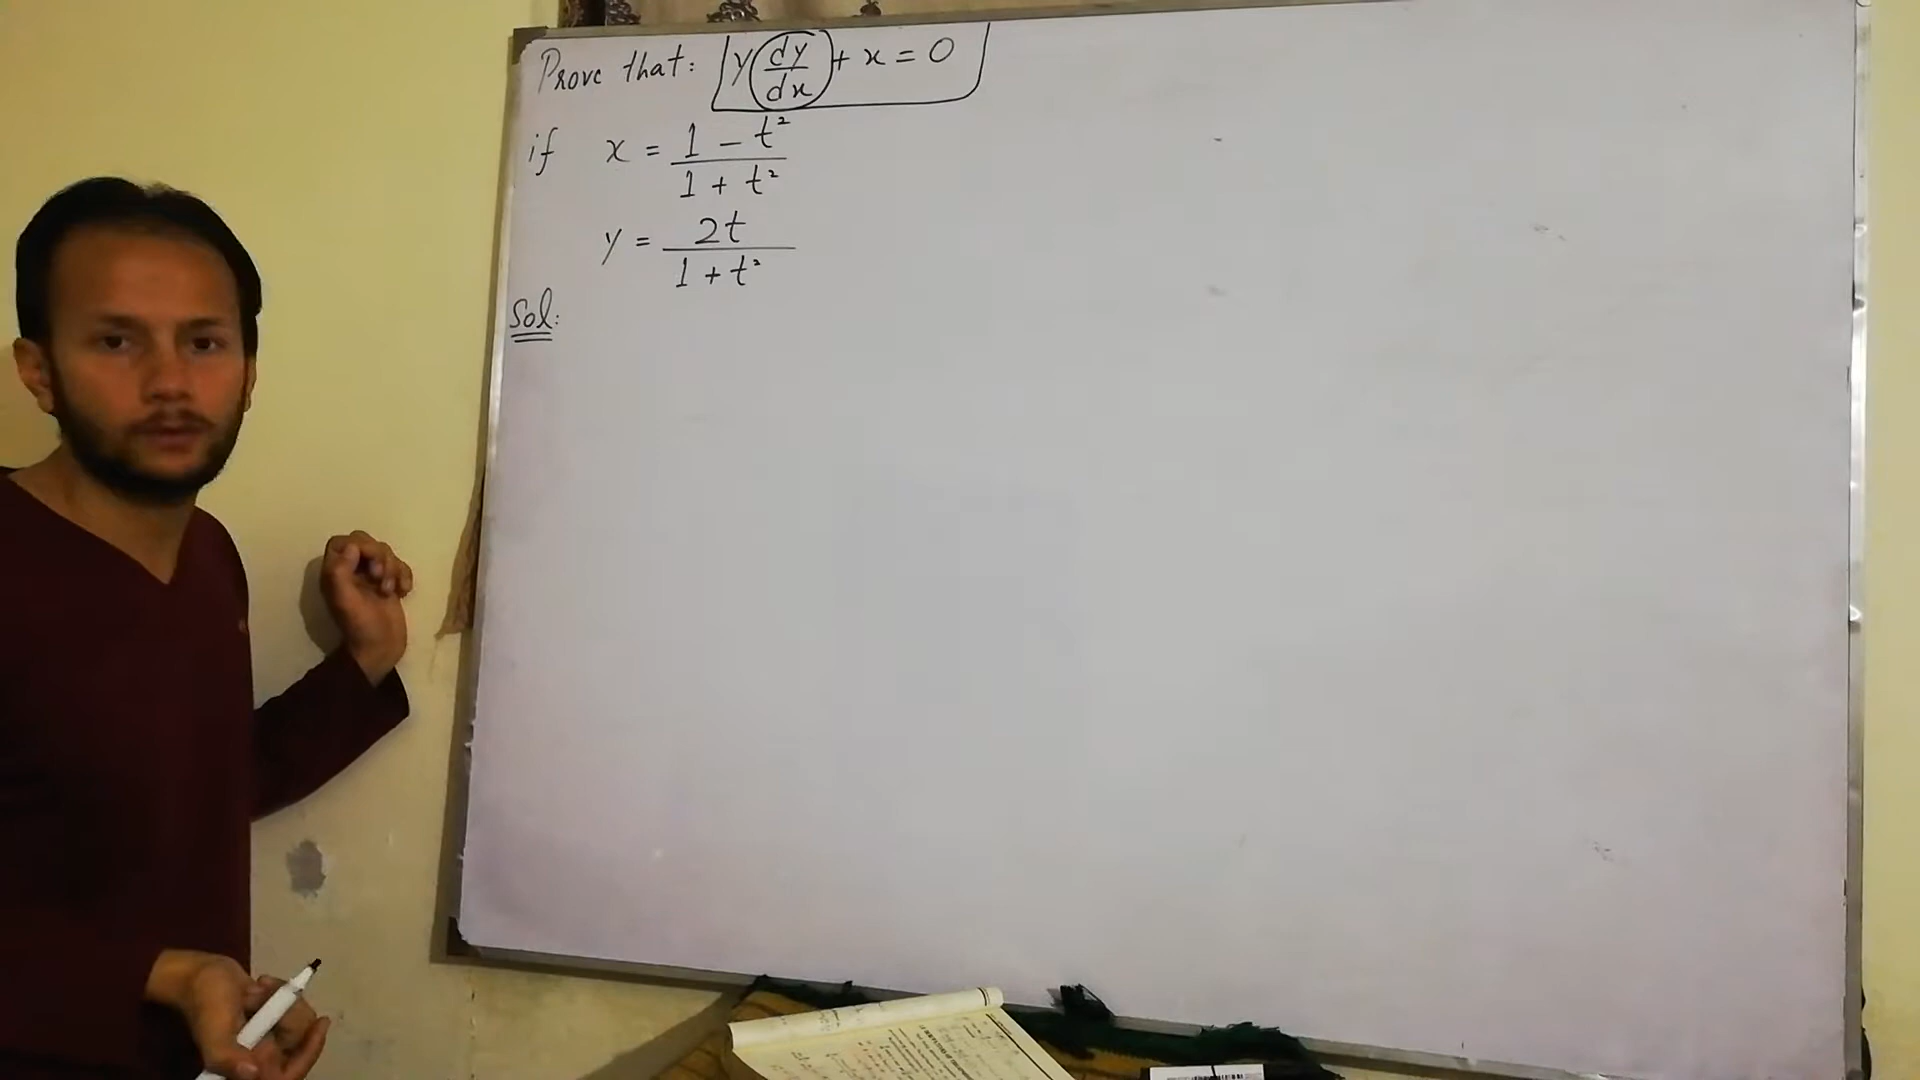 Prove that: y dy/dx + x = 0
if x = 1 - t² / 1 + t²
y = 2t / 1 + t²
Sol: